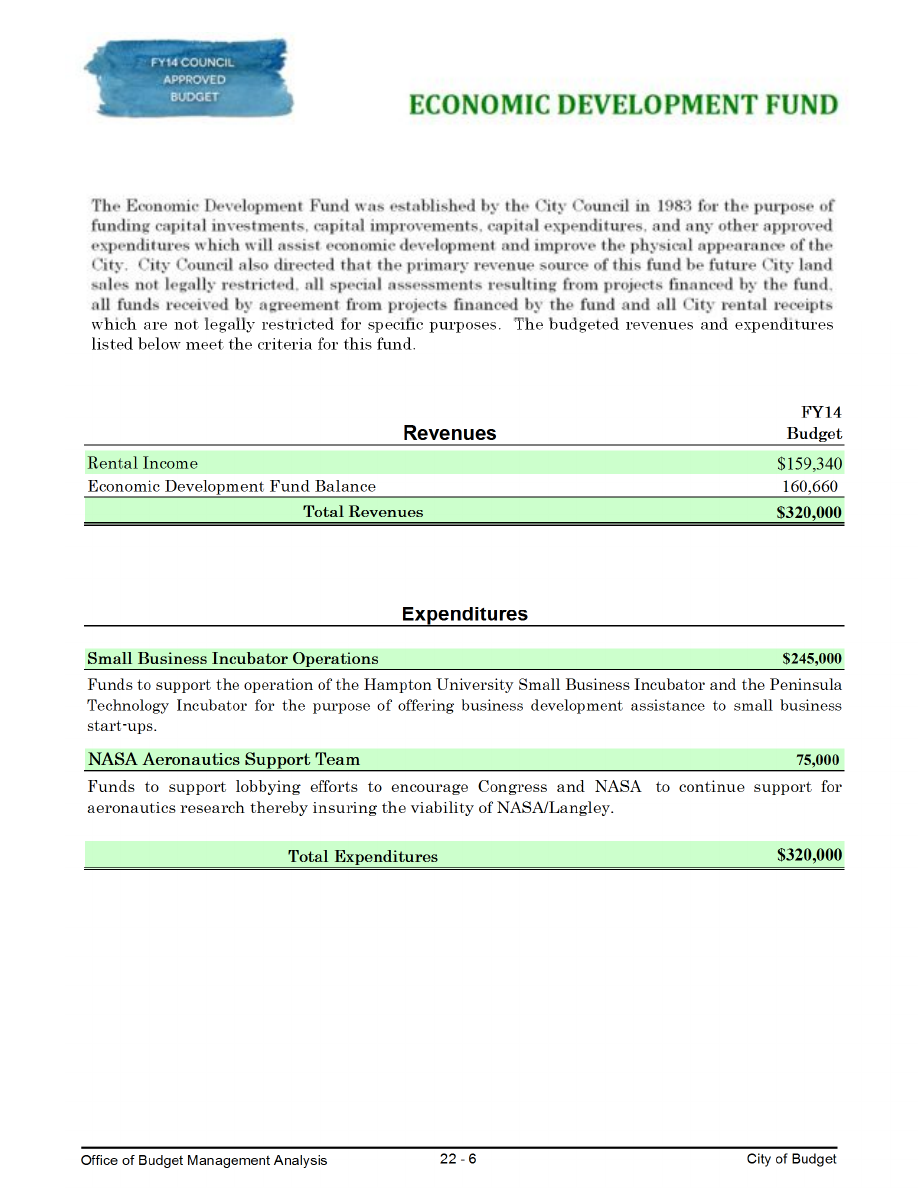 FY14 COUNCIL
APPROVED
BUDGET
ECONOMIC DEVELOPMENT FUND
The Economic Development Fund was established by the City Council in 1983 for the purpose of
funding capital investments, capital improvements, capital expenditures, and any other approved
expenditures which will assist economic development and improve the physical appearance of the
City.  City Council also directed that the primary revenue source of this fund be future City land
sales not legally restricted, all special assessments resulting from projects financed by the fund,
all funds received by agreement from projects financed by the fund and all City rental receipts
which are not legally restricted for specific purposes.  The budgeted revenues and expenditures
listed below meet the criteria for this fund.
FY14
Revenues Budget
Rental Income $159,340
Economic Development Fund Balance 160,660
Total Revenues $320,000
Expenditures
Small Business Incubator Operations $245,000
Funds to support the operation of the Hampton University Small Business Incubator and the Peninsula
Technology Incubator for the purpose of offering business development assistance to small business
start-ups.
NASA Aeronautics Support Team 75,000
Funds to support lobbying efforts to encourage Congress and NASA  to continue support for
aeronautics research thereby insuring the viability of NASA/Langley.
Total Expenditures $320,000
Office of Budget Management Analysis 22 - 6 City of Budget